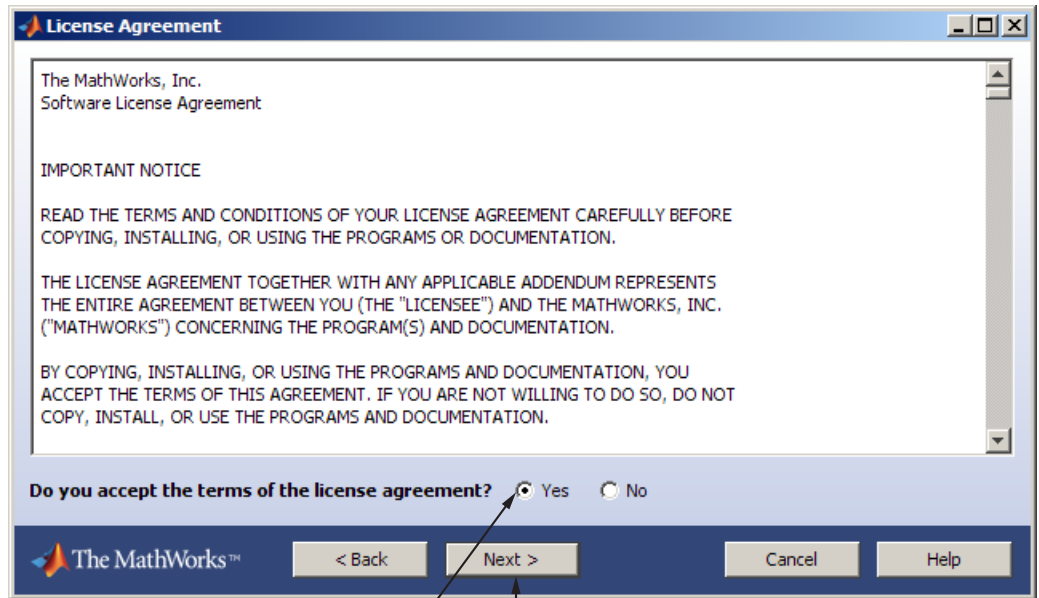 License Agreement
The MathWorks, Inc.
Software License Agreement
IMPORTANT NOTICE
READ THE TERMS AND CONDITIONS OF YOUR LICENSE AGREEMENT CAREFULLY BEFORE
COPYING, INSTALLING, OR USING THE PROGRAMS OR DOCUMENTATION.
THE LICENSE AGREEMENT TOGETHER WITH ANY APPLICABLE ADDENDUM REPRESENTS
THE ENTIRE AGREEMENT BETWEEN YOU (THE "LICENSEE") AND THE MATHWORKS, INC.
("MATHWORKS") CONCERNING THE PROGRAM(S) AND DOCUMENTATION.
BY COPYING, INSTALLING, OR USING THE PROGRAMS AND DOCUMENTATION, YOU
ACCEPT THE TERMS OF THIS AGREEMENT. IF YOU ARE NOT WILLING TO DO SO, DO NOT
COPY, INSTALL, OR USE THE PROGRAMS AND DOCUMENTATION.
Do you accept the terms of the license agreement? Yes No
The MathWorks™ < Back Next > Cancel Help